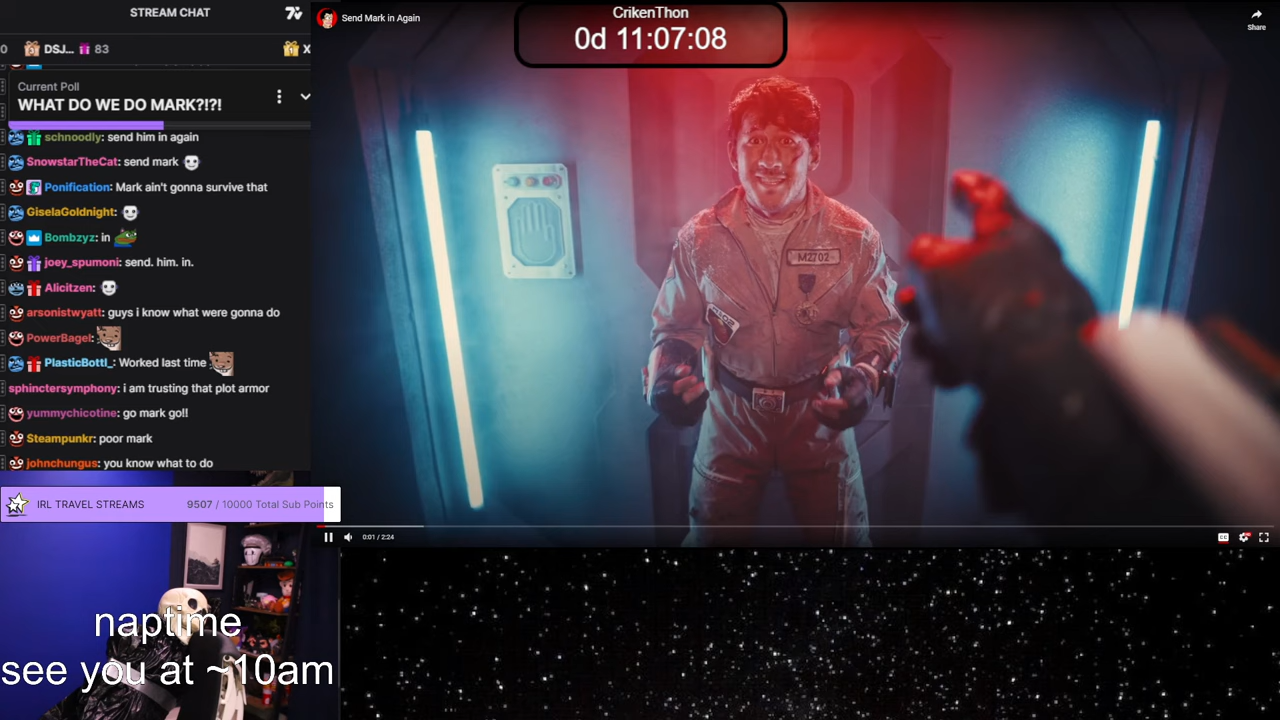 STREAM CHAT
DSJ... 83
X
Current Poll
WHAT DO WE DO MARK?!?!
schnoodly: send him in again
SnowstarTheCat: send mark
Ponification: Mark ain't gonna survive that
GiselaGoldnight:
Bombzyz: in
joey_spumoni: send. him. in.
Alicitzen:
arsonistwyatt: guys i know what were gonna do
PowerBagel:
PlasticBottl_: Worked last time
sphinctersymphony: i am trusting that plot armor
yummychicotine: go mark go!!
Steampunkr: poor mark
johnchungus: you know what to do
IRL TRAVEL STREAMS 9507 / 10000 Total Sub Points
naptime
see you at ~10am
Send Mark in Again
CrikenThon
0d 11:07:08
Share
M2702
0:01 / 2:24
CC